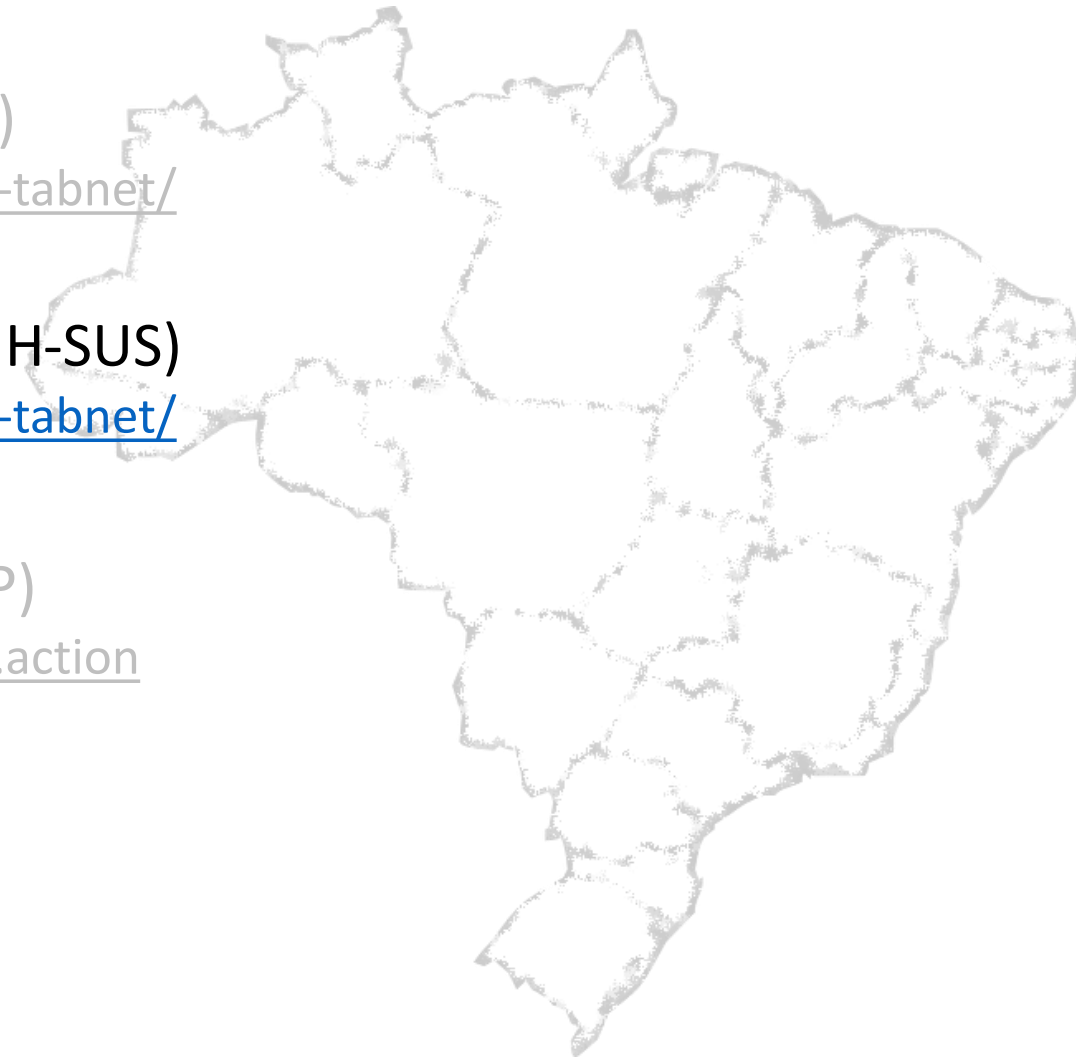 )
-tabnet/
H-SUS)
-tabnet/
P)
.action